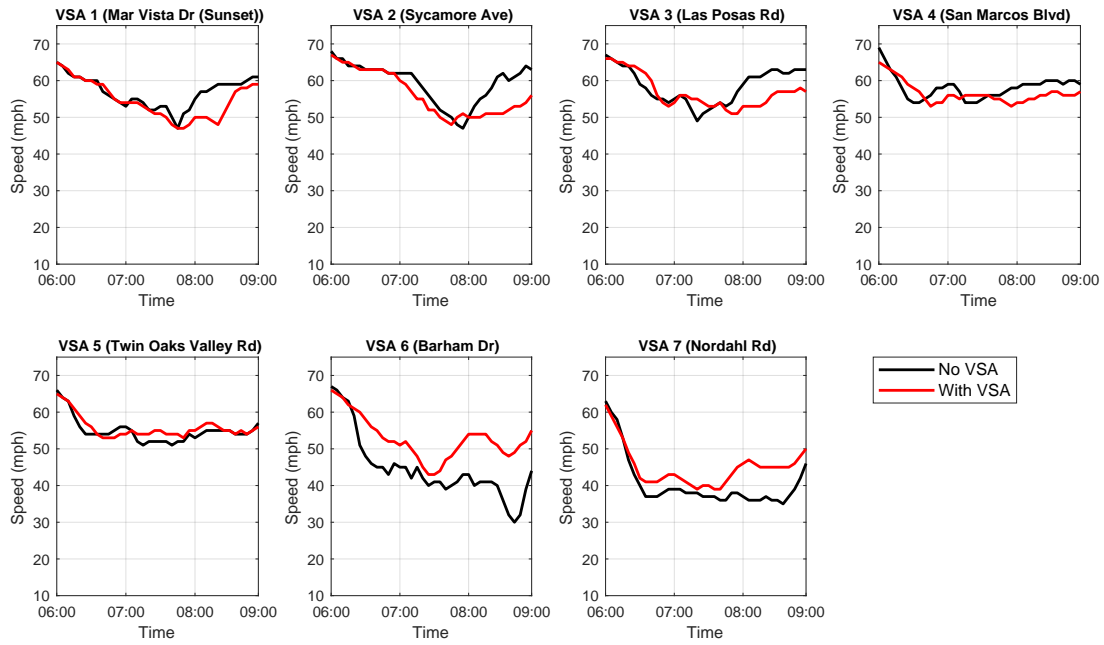 VSA 1 (Mar Vista Dr (Sunset))
70
60
50
40
30
20
10
Speed (mph)
06:00 07:00 08:00 09:00
Time
VSA 2 (Sycamore Ave)
70
60
50
40
30
20
10
Speed (mph)
06:00 07:00 08:00 09:00
Time
VSA 3 (Las Posas Rd)
70
60
50
40
30
20
10
Speed (mph)
06:00 07:00 08:00 09:00
Time
VSA 4 (San Marcos Blvd)
70
60
50
40
30
20
10
Speed (mph)
06:00 07:00 08:00 09:00
Time
VSA 5 (Twin Oaks Valley Rd)
70
60
50
40
30
20
10
Speed (mph)
06:00 07:00 08:00 09:00
Time
VSA 6 (Barham Dr)
70
60
50
40
30
20
10
Speed (mph)
06:00 07:00 08:00 09:00
Time
VSA 7 (Nordahl Rd)
70
60
50
40
30
20
10
Speed (mph)
06:00 07:00 08:00 09:00
Time
No VSA
With VSA